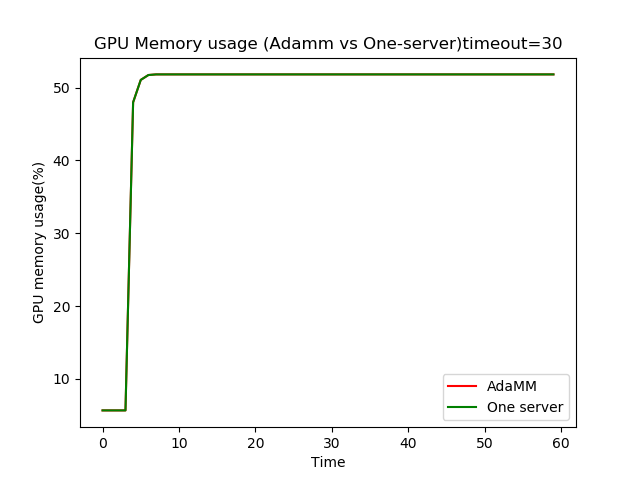 GPU Memory usage (Adamm vs One-server)timeout=30
GPU memory usage(%)
50
40
30
20
10
0 10 20 30 40 50 60
Time
AdaMM
One server